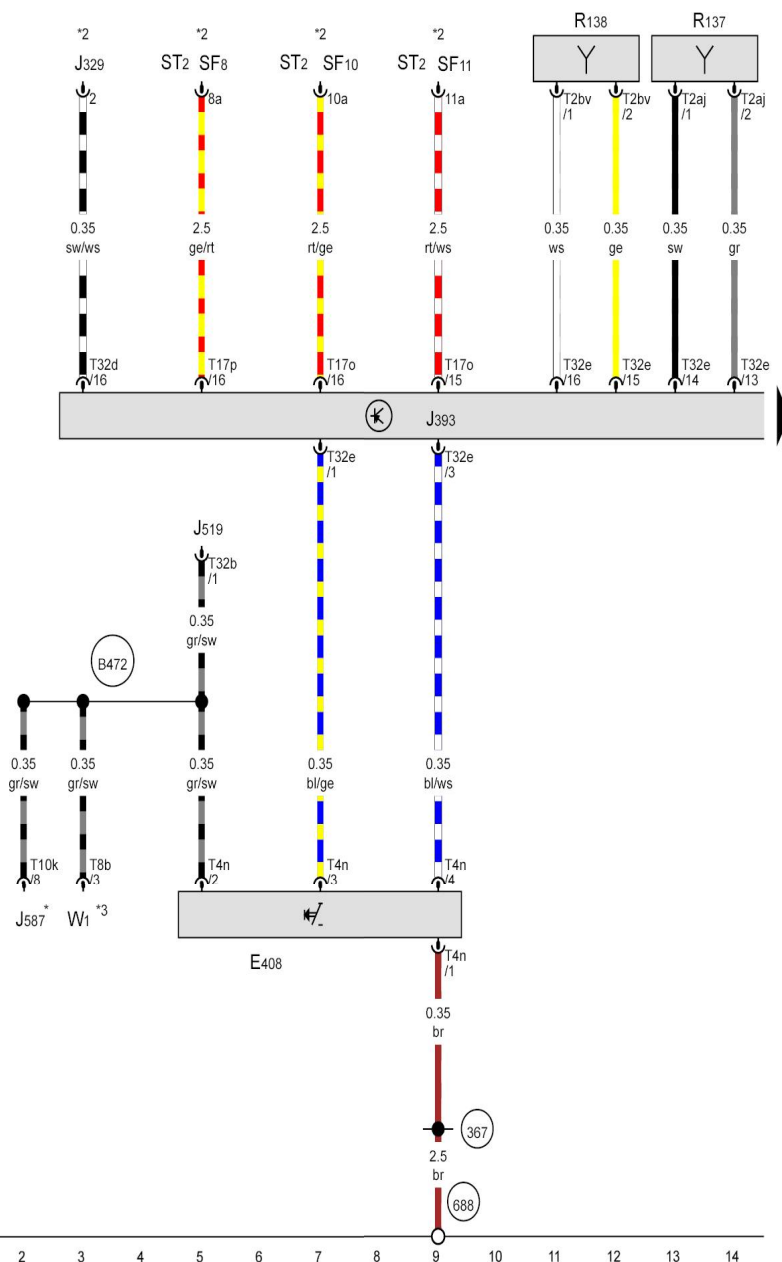 *2 *2 *2 *2 R138 R137
J329 ST2 SF8 ST2 SF10 ST2 SF11
2 8a 10a 11a T2bv T2bv T2aj T2aj
/1 /2 /1 /2
0.35 2.5 2.5 2.5 0.35 0.35 0.35 0.35
sw/ws ge/rt rt/ge rt/ws ws ge sw gr
T32d T17p T17o T17o T32e T32e T32e T32e
/16 /16 /16 /15 /16 /15 /14 /13
J393
T32e T32e
/1 /3
J519
T32b
/1
0.35
gr/sw
B472
0.35 0.35 0.35 0.35 0.35
gr/sw gr/sw gr/sw bl/ge bl/ws
T10k T8b T4n T4n T4n
/8 /3 /2 /3 /4
J587* W1 *3
E408
T4n
/1
0.35
br
367
2.5
br
688
2 3 4 5 6 7 8 9 10 11 12 13 14